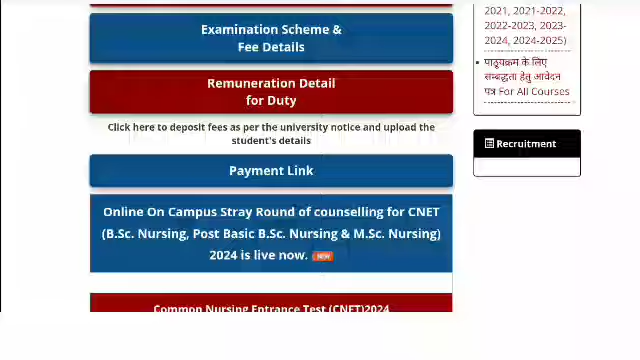 Examination Scheme &
Fee Details
Remuneration Detail
for Duty
Click here to deposit fees as per the university notice and upload the
student's details
Payment Link
Online On Campus Stray Round of counselling for CNET
(B.Sc. Nursing, Post Basic B.Sc. Nursing & M.Sc. Nursing)
2024 is live now. NEW
Common Nursing Entrance Test (CNET)2024
2021, 2021-2022,
2022-2023, 2023-
2024, 2024-2025)
पाठ्यक्रम के लिए
सम्बद्धता हेतु आवेदन
पत्र For All Courses
Recruitment